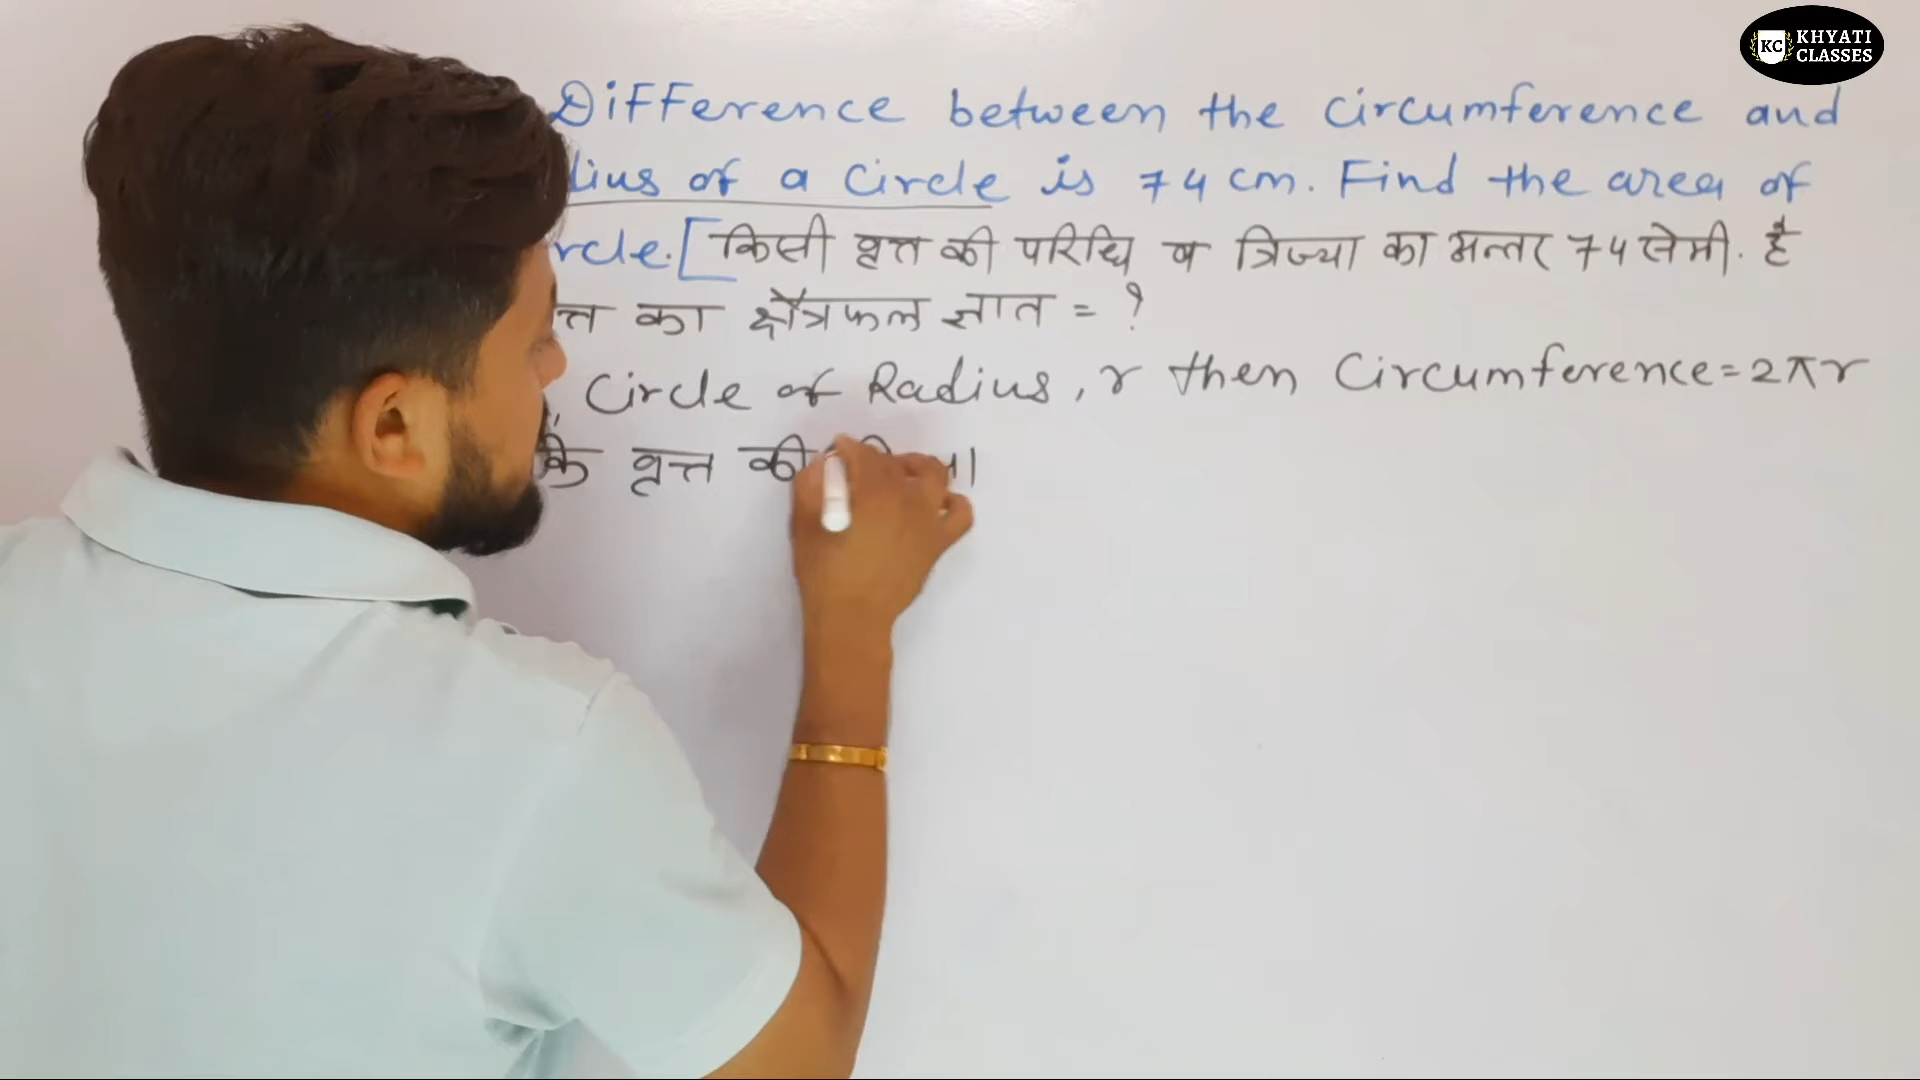 KC KHYATI
CLASSES
Difference between the circumference and
dius of a circle is 74 cm. Find the area of
rcle. [किसी वृत्त की परिधि व त्रिज्या का अन्तर 74 सेमी. है
त्त का क्षैत्रफल ज्ञात = ?
, Circle of Radius, r then Circumference = 2πr
कि वृत्त की